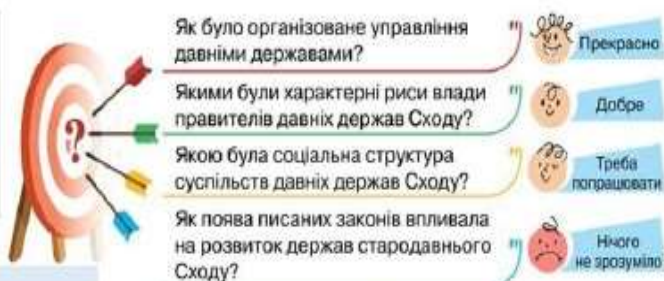 Як було організоване управління
давніми державами?
Прекрасно
Якими були характерні риси влади
правителів давніх держав Сходу?
Добре
?
Якою була соціальна структура
суспільств давніх держав Сходу?
Треба
попрацювати
Як поява писаних законів впливала
на розвиток держав стародавнього
Сходу?
Нічого
не зрозуміло